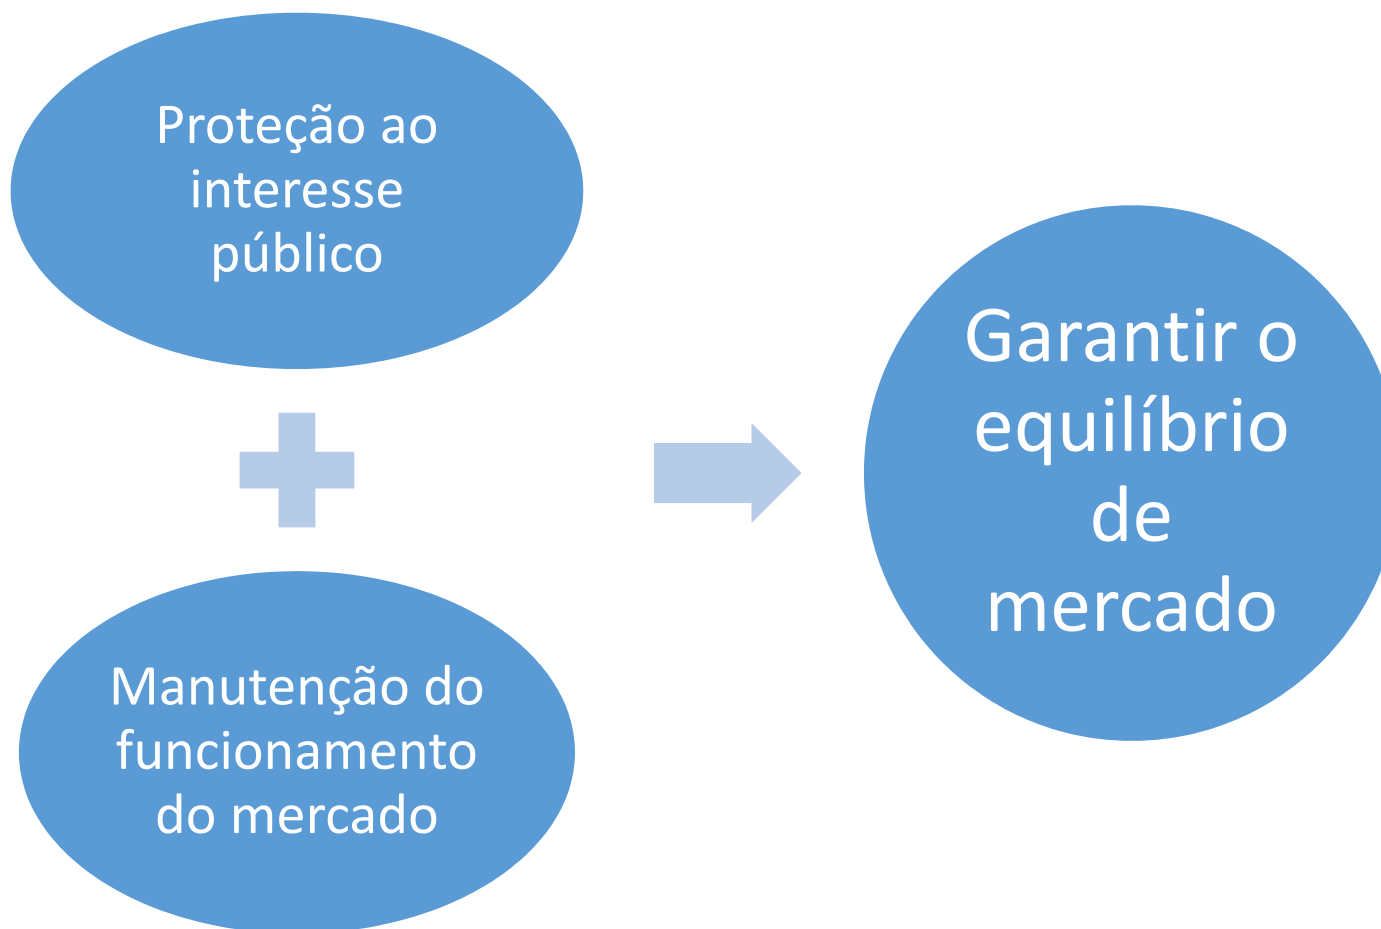 Proteção ao
interesse
público
Manutenção do
funcionamento
do mercado
Garantir o
equilíbrio
de
mercado